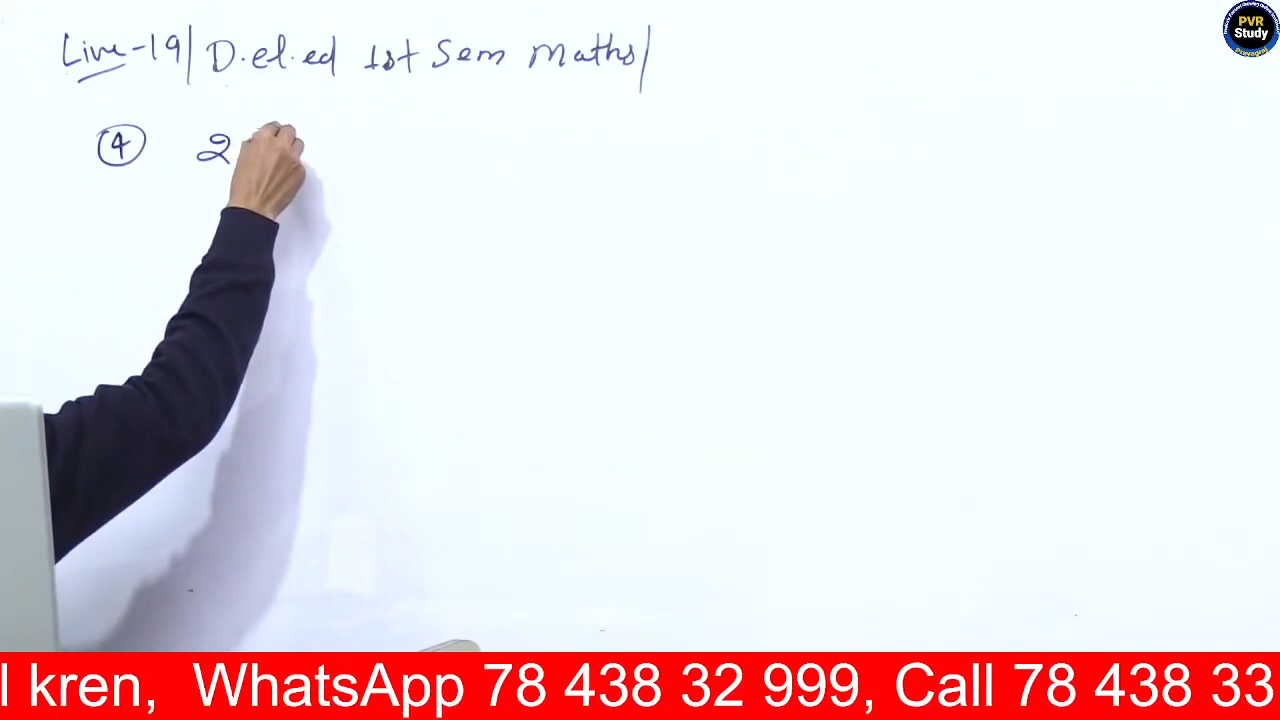 PVR
Study
Prayagraj
Live-19/ D.el.ed 1st Sem Maths/
④ 2
l kren, WhatsApp 78 438 32 999, Call 78 438 33